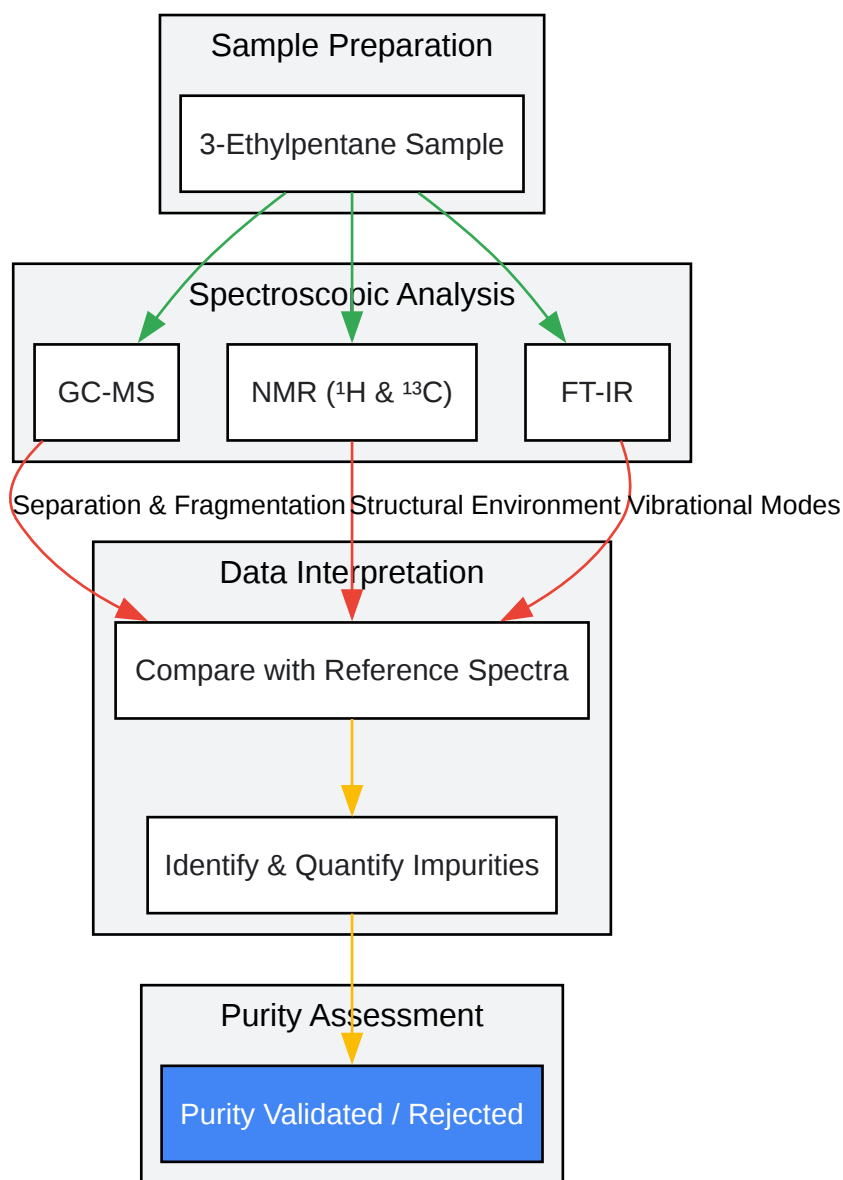 Sample Preparation
3-Ethylpentane Sample
Spectroscopic Analysis
GC-MS
NMR (¹H & ¹³C)
FT-IR
Separation & Fragmentation
Structural Environment
Vibrational Modes
Data Interpretation
Compare with Reference Spectra
Identify & Quantify Impurities
Purity Assessment
Purity Validated / Rejected